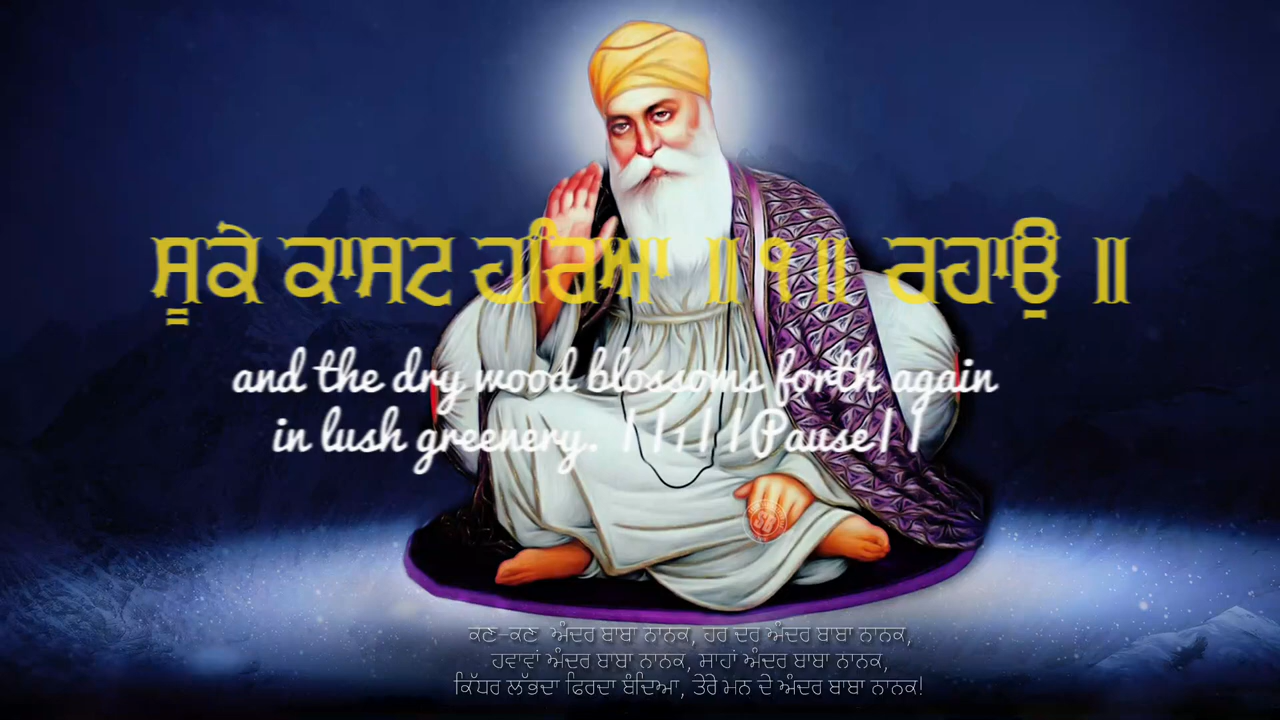 ਸੂਕੇ ਕਾਸਟ ਹਰਿਆ ॥੧॥ ਰਹਾਉ ॥
and the dry wood blossoms forth again
in lush greenery. ||1||Pause||
ਕਣ-ਕਣ ਅੰਦਰ ਬਾਬਾ ਨਾਨਕ, ਹਰ ਦਰ ਅੰਦਰ ਬਾਬਾ ਨਾਨਕ,
ਹਵਾਵਾਂ ਅੰਦਰ ਬਾਬਾ ਨਾਨਕ, ਸਾਹਾਂ ਅੰਦਰ ਬਾਬਾ ਨਾਨਕ,
ਕਿੱਧਰ ਲੱਭਦਾ ਫਿਰਦਾ ਬੰਦਿਆ, ਤੇਰੇ ਮਨ ਦੇ ਅੰਦਰ ਬਾਬਾ ਨਾਨਕ!